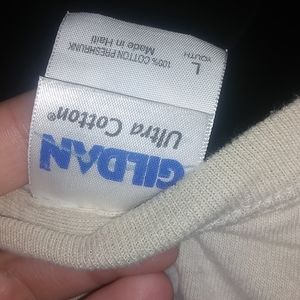 GILDAN
Ultra Cotton®
YOUTH
L
100% COTTON PRESHRUNK
Made in Haiti